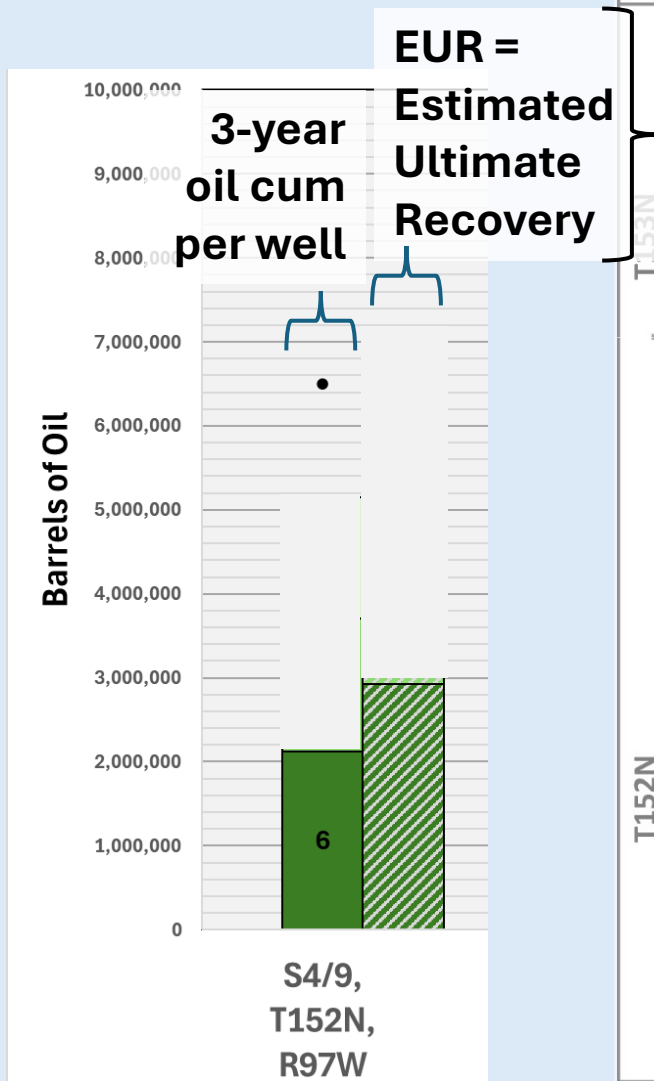 EUR =
Estimated
Ultimate
Recovery
3-year
oil cum
per well
Barrels of Oil
10,000,000
9,000,000
8,000,000
7,000,000
6,000,000
5,000,000
4,000,000
3,000,000
2,000,000
1,000,000
0
6
S4/9,
T152N,
R97W
T153N
T152N